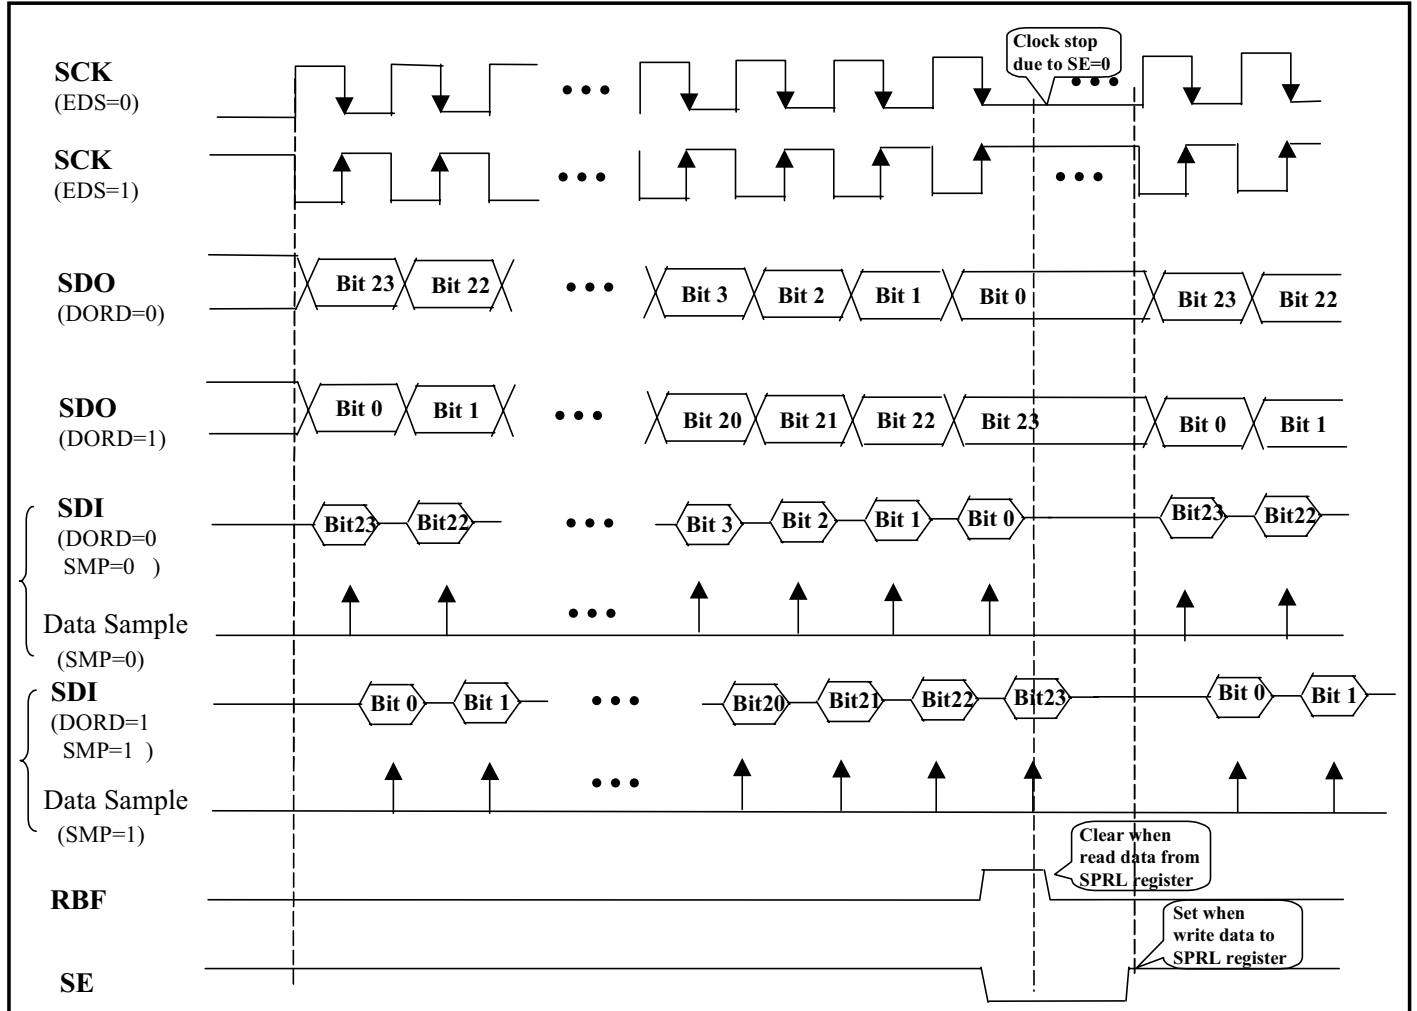 Clock stop
due to SE=0
SCK
(EDS=0)
SCK
(EDS=1)
SDO
(DORD=0)
Bit 23 Bit 22 Bit 3 Bit 2 Bit 1 Bit 0 Bit 23 Bit 22
SDO
(DORD=1)
Bit 0 Bit 1 Bit 20 Bit 21 Bit 22 Bit 23 Bit 0 Bit 1
SDI
(DORD=0
SMP=0 )
Bit23 Bit22 Bit 3 Bit 2 Bit 1 Bit 0 Bit23 Bit22
Data Sample
(SMP=0)
SDI
(DORD=1
SMP=1 )
Bit 0 Bit 1 Bit20 Bit21 Bit22 Bit23 Bit 0 Bit 1
Data Sample
(SMP=1)
Clear when
read data from
SPRL register
RBF
Set when
write data to
SPRL register
SE